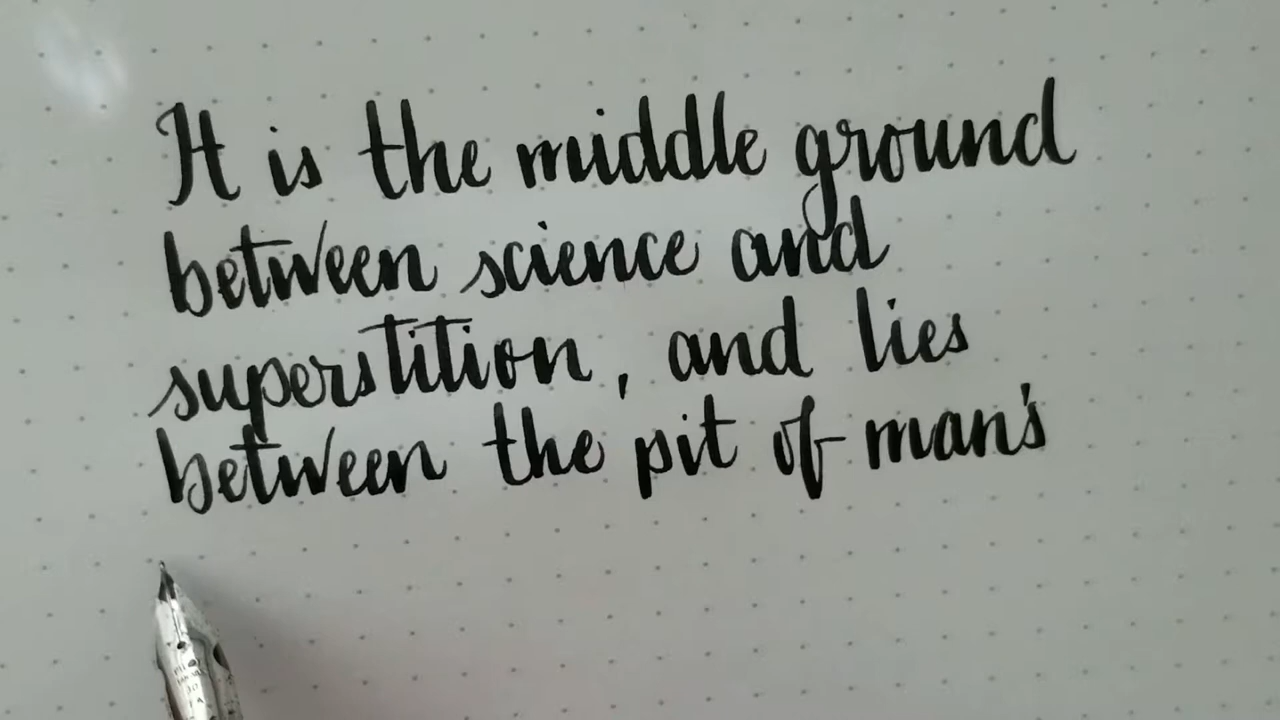 It is the middle ground
between science and
superstition, and lies
between the pit of man's